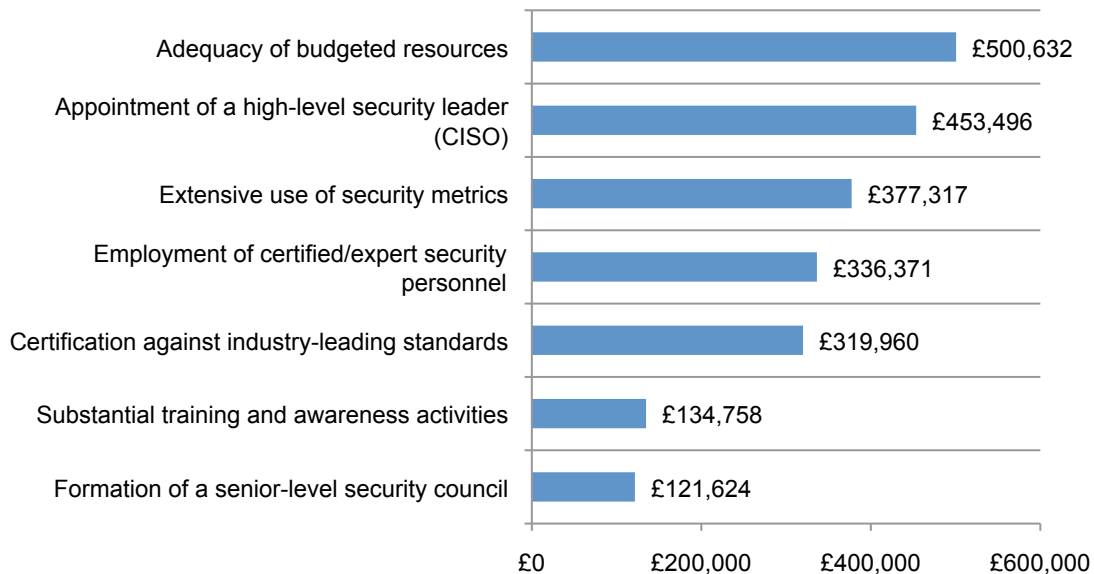 Adequacy of budgeted resources £500,632
Appointment of a high-level security leader
(CISO) £453,496
Extensive use of security metrics £377,317
Employment of certified/expert security
personnel £336,371
Certification against industry-leading standards £319,960
Substantial training and awareness activities £134,758
Formation of a senior-level security council £121,624
£0 £200,000 £400,000 £600,000